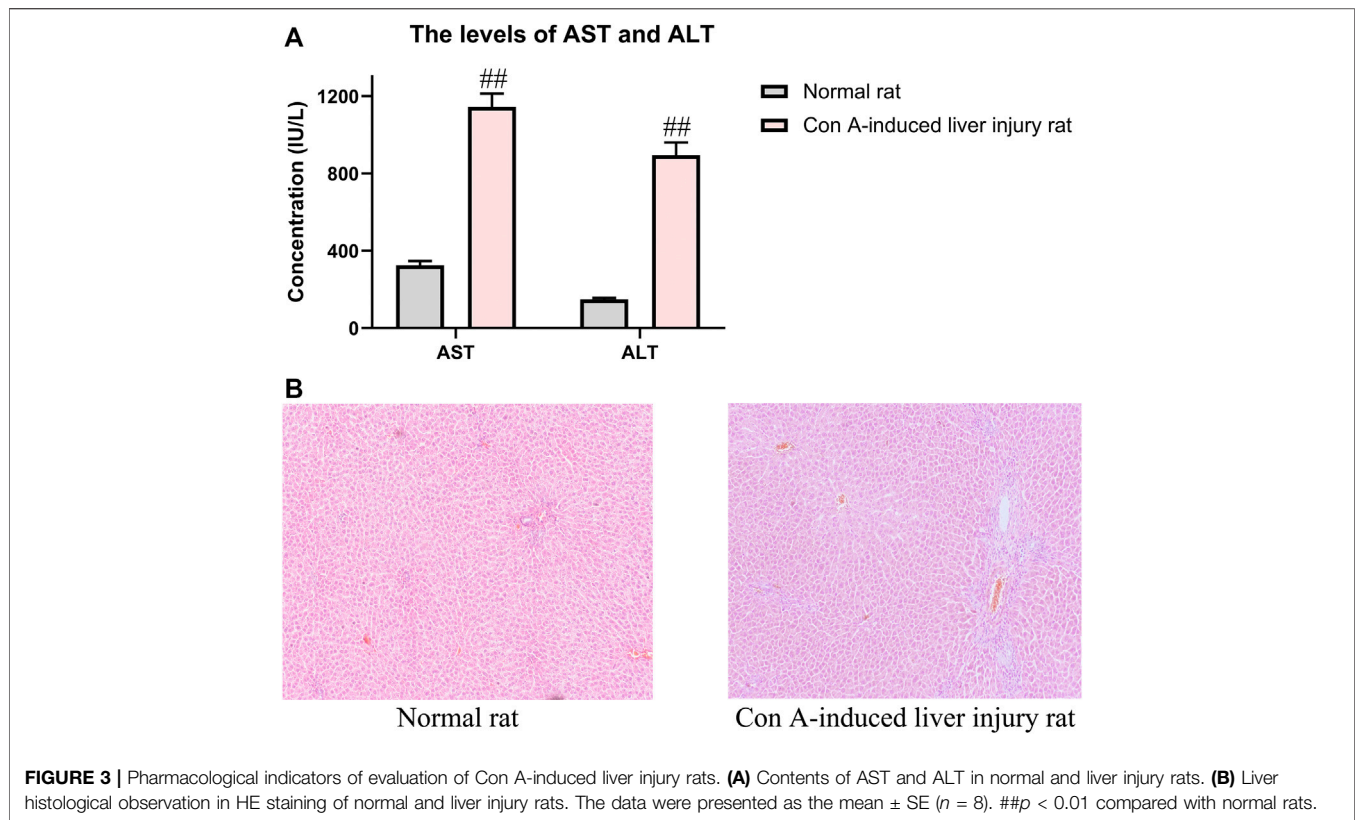 A
The levels of AST and ALT
##
##
1200
800
400
0
Concentration (IU/L)
AST
ALT
Normal rat
Con A-induced liver injury rat
B
Normal rat
Con A-induced liver injury rat
FIGURE 3 | Pharmacological indicators of evaluation of Con A-induced liver injury rats. (A) Contents of AST and ALT in normal and liver injury rats. (B) Liver
histological observation in HE staining of normal and liver injury rats. The data were presented as the mean ± SE (n = 8). ##p < 0.01 compared with normal rats.